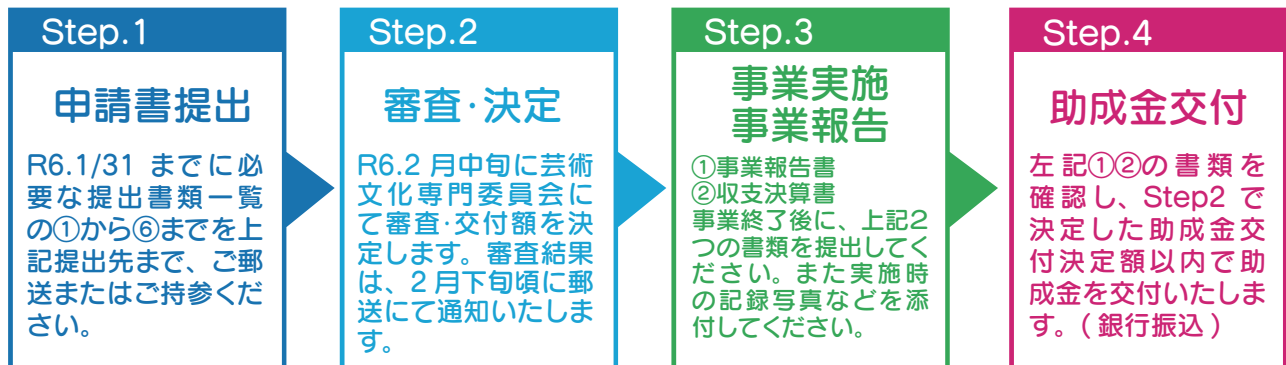 Step.1
申請書提出
R6.1/31 までに必
要な提出書類一覧
の①から⑥までを上
記提出先まで、ご郵
送またはご持参くだ
さい。
Step.2
審査・決定
R6.2 月中旬に芸術
文化専門委員会に
て審査・交付額を決
定します。審査結果
は、2 月下旬頃に郵
送にて通知いたしま
す。
Step.3
事業実施
事業報告
①事業報告書
②収支決算書
事業終了後に、上記2
つの書類を提出してく
ださい。また実施時
の記録写真などを添
付してください。
Step.4
助成金交付
左記①②の書類を
確認し、Step2 で
決定した助成金交
付決定額以内で助
成金を交付いたしま
す。( 銀行振込 )